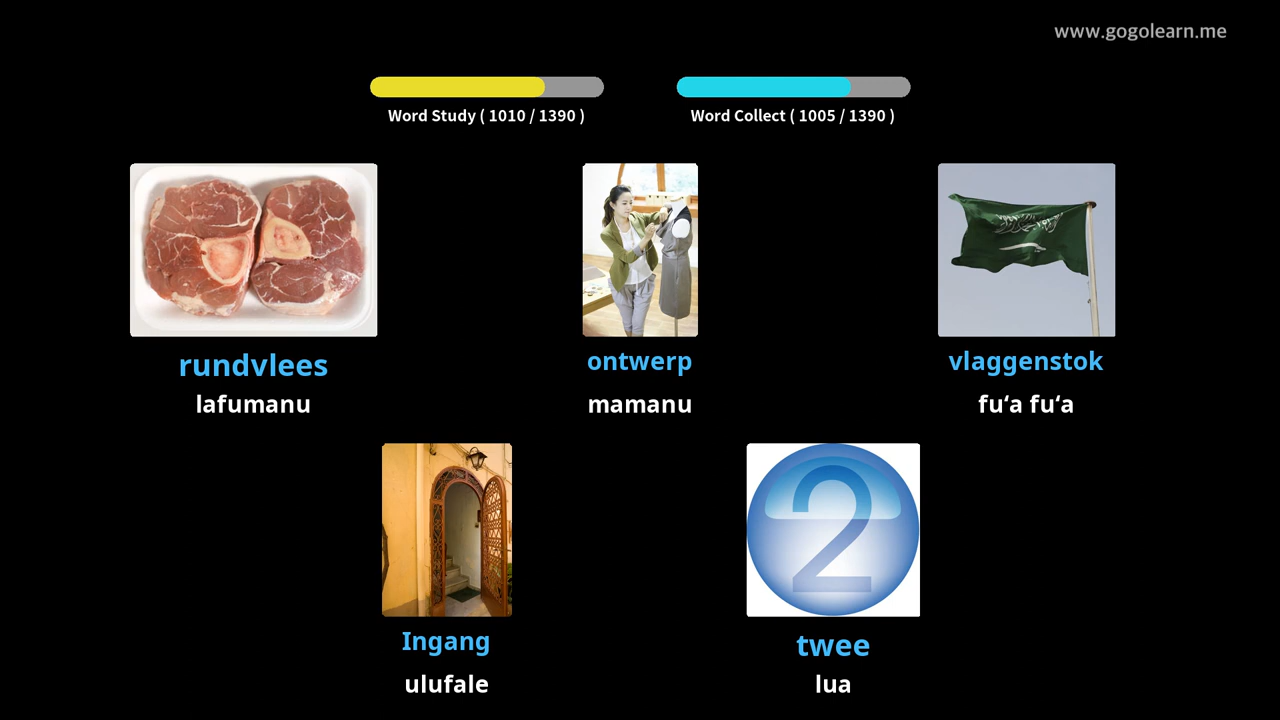 www.gogolearn.me
Word Study ( 1010 / 1390 )
Word Collect ( 1005 / 1390 )
rundvlees
lafumanu
ontwerp
mamanu
vlaggenstok
fu‘a fu‘a
Ingang
ulufale
2
twee
lua